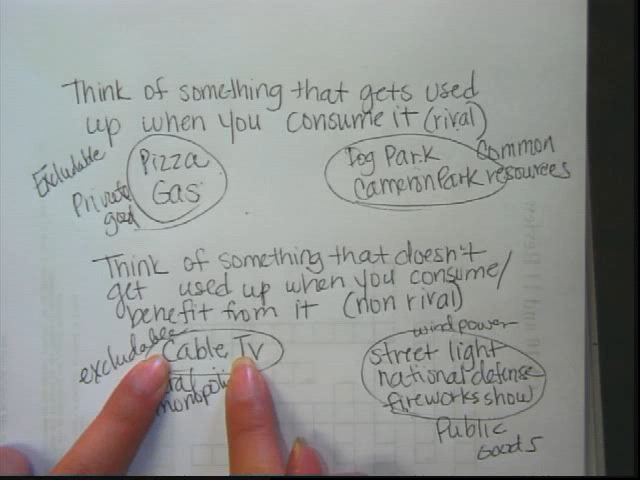 Think of something that gets used
up when you consume it (rival)
Excludable
Pizza
Gas
Private
good
Dog Park
Cameron Park
common
resources
Think of something that doesn't
get used up when you consume/
benefit from it (non rival)
excludable
Cable TV
wind power
street light
national defense
fireworks show
Public
Goods